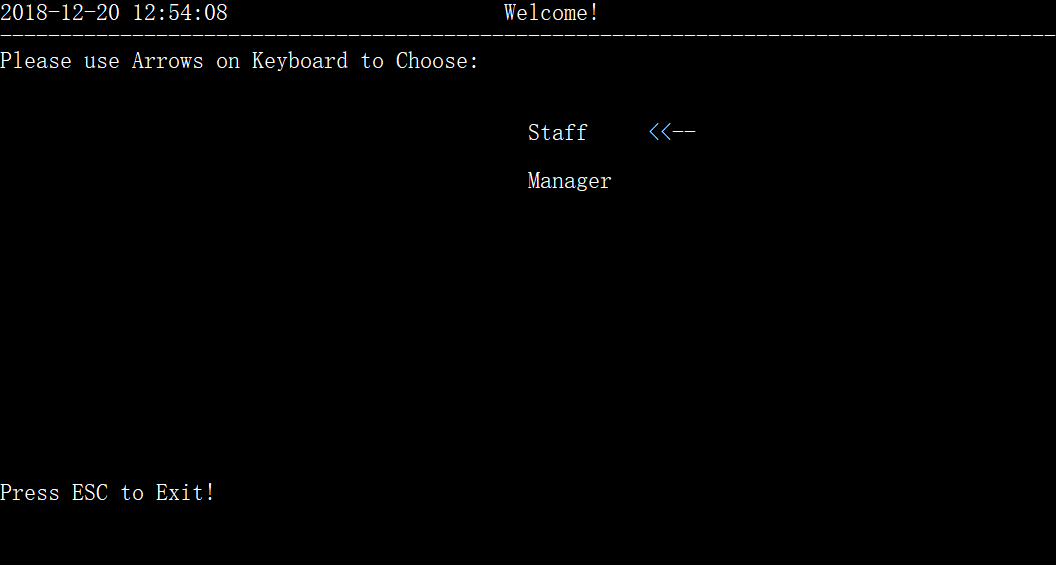 2018-12-20 12:54:08 Welcome!
----------------------------------------------------------------------------------------
Please use Arrows on Keyboard to Choose:
Staff <<--
Manager
Press ESC to Exit!